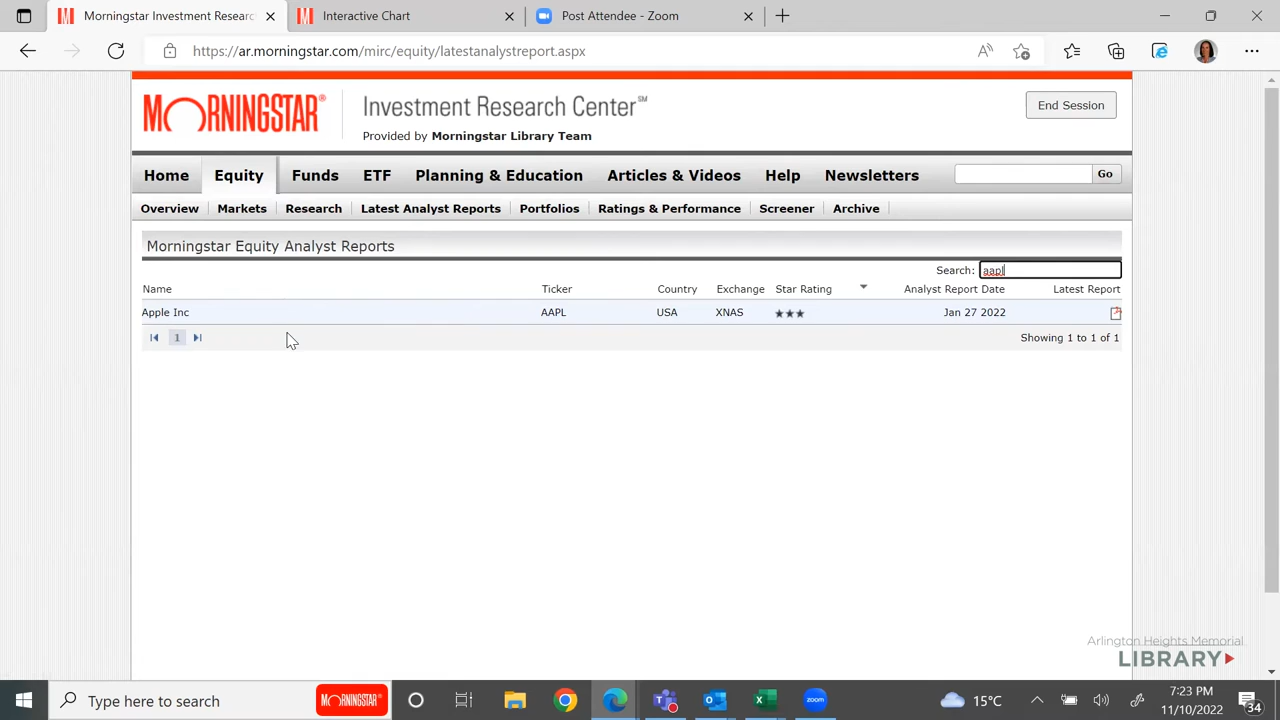 Morningstar Investment Researc
Interactive Chart
Post Attendee - Zoom
https://ar.morningstar.com/mirc/equity/latestanalystreport.aspx
MORNINGSTAR®
Investment Research Center℠
Provided by Morningstar Library Team
End Session
Home Equity Funds ETF Planning & Education Articles & Videos Help Newsletters Go
Overview Markets Research Latest Analyst Reports Portfolios Ratings & Performance Screener Archive
Morningstar Equity Analyst Reports
Search: aapl
Name Ticker Country Exchange Star Rating Analyst Report Date Latest Report
Apple Inc AAPL USA XNAS ★★★ Jan 27 2022
1 Showing 1 to 1 of 1
Arlington Heights Memorial
LIBRARY
Type here to search
MORNINGSTAR
zoom
15°C
7:23 PM
11/10/2022
34